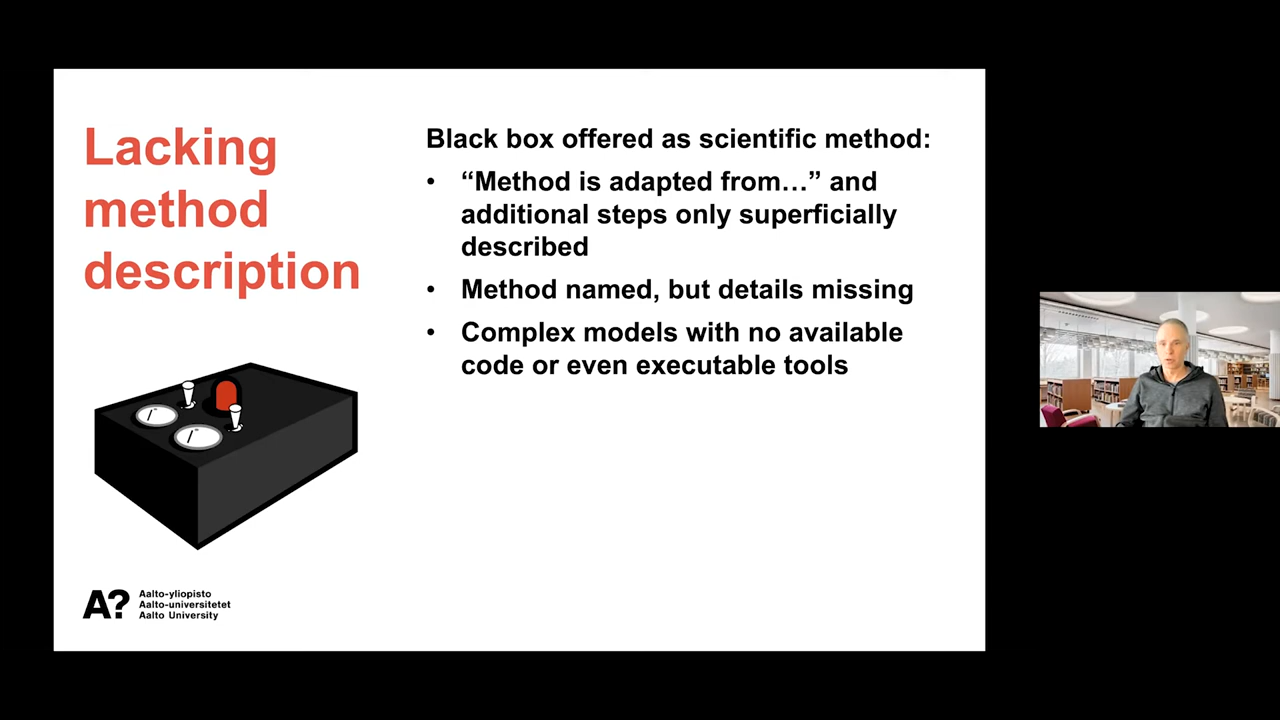 Lacking
method
description
Black box offered as scientific method:
• “Method is adapted from…” and
additional steps only superficially
described
• Method named, but details missing
• Complex models with no available
code or even executable tools
A?
Aalto-yliopisto
Aalto-universitetet
Aalto University